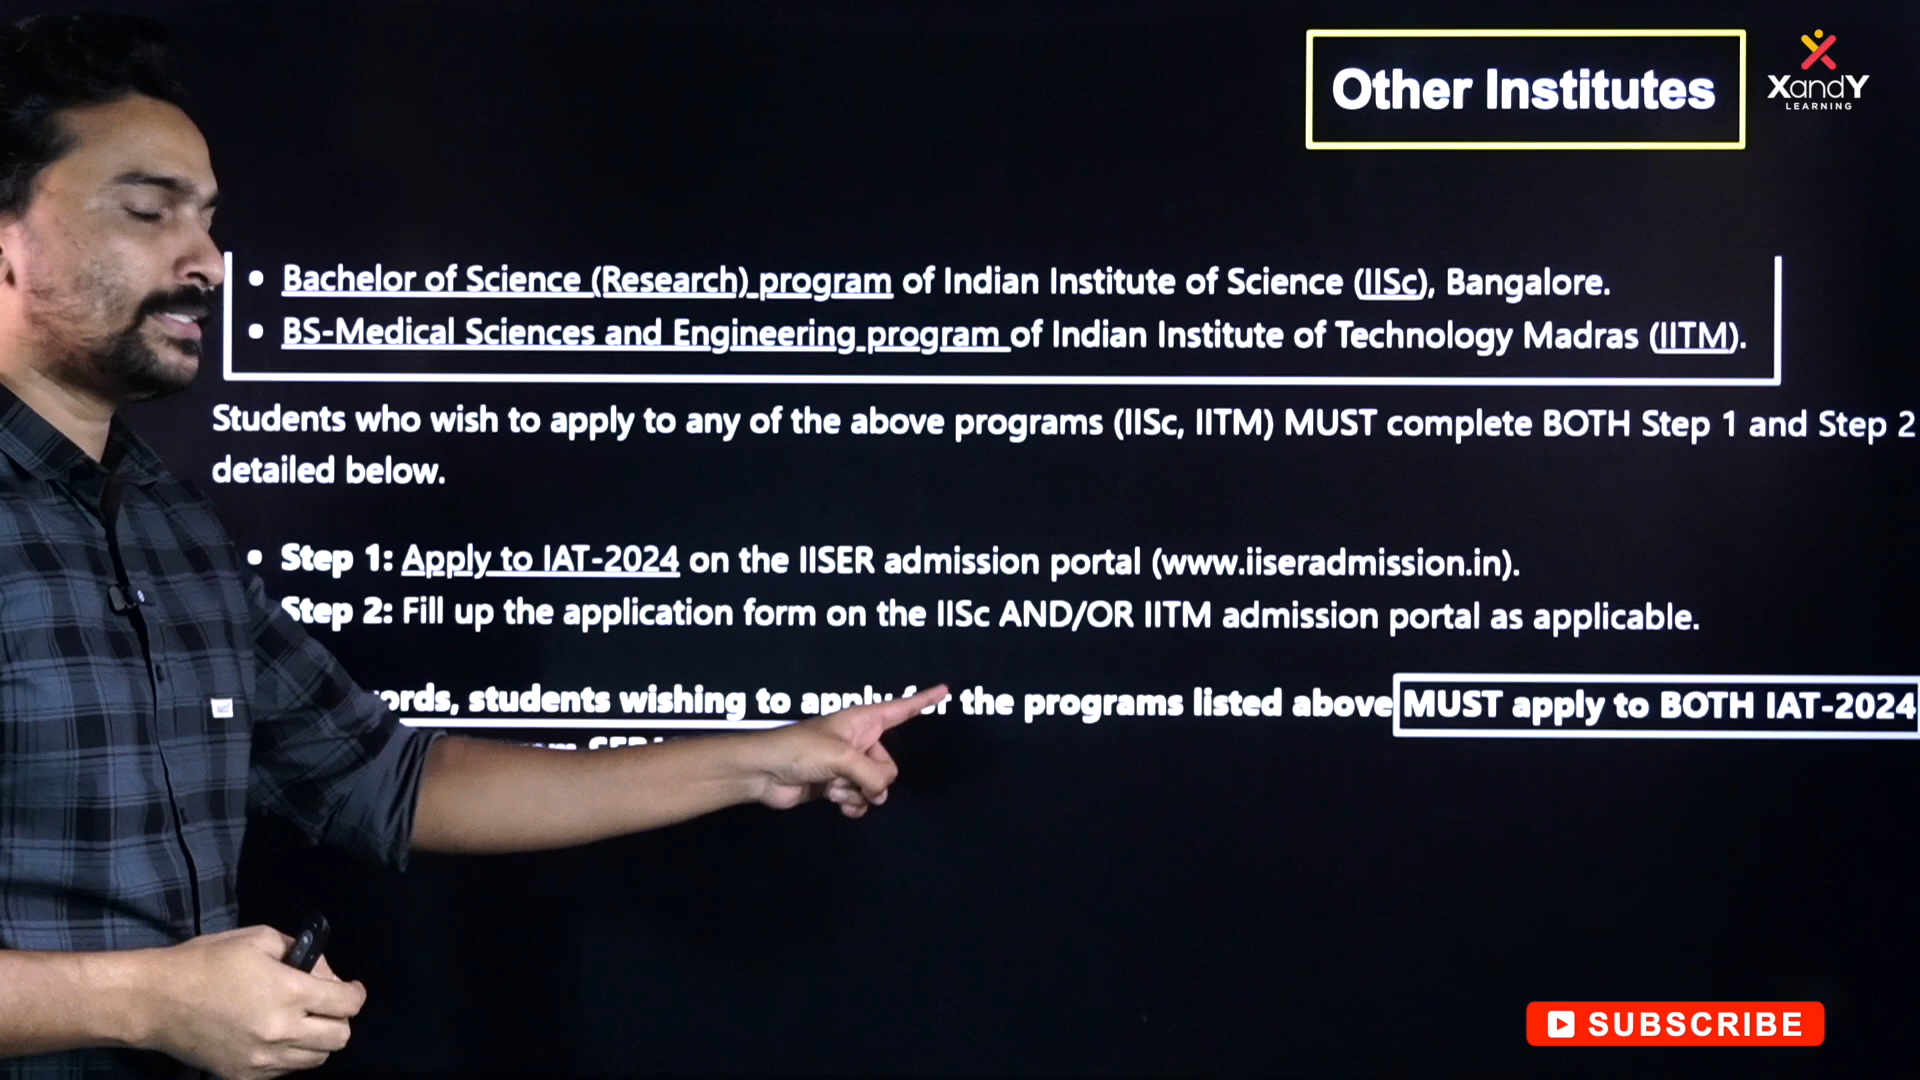 Other Institutes
XandY
LEARNING
• Bachelor of Science (Research) program of Indian Institute of Science (IISc), Bangalore.
• BS-Medical Sciences and Engineering program of Indian Institute of Technology Madras (IITM).
Students who wish to apply to any of the above programs (IISc, IITM) MUST complete BOTH Step 1 and Step 2
detailed below.
• Step 1: Apply to IAT-2024 on the IISER admission portal (www.iiseradmission.in).
Step 2: Fill up the application form on the IISc AND/OR IITM admission portal as applicable.
students wishing to apply for the programs listed above MUST apply to BOTH IAT-2024
SUBSCRIBE